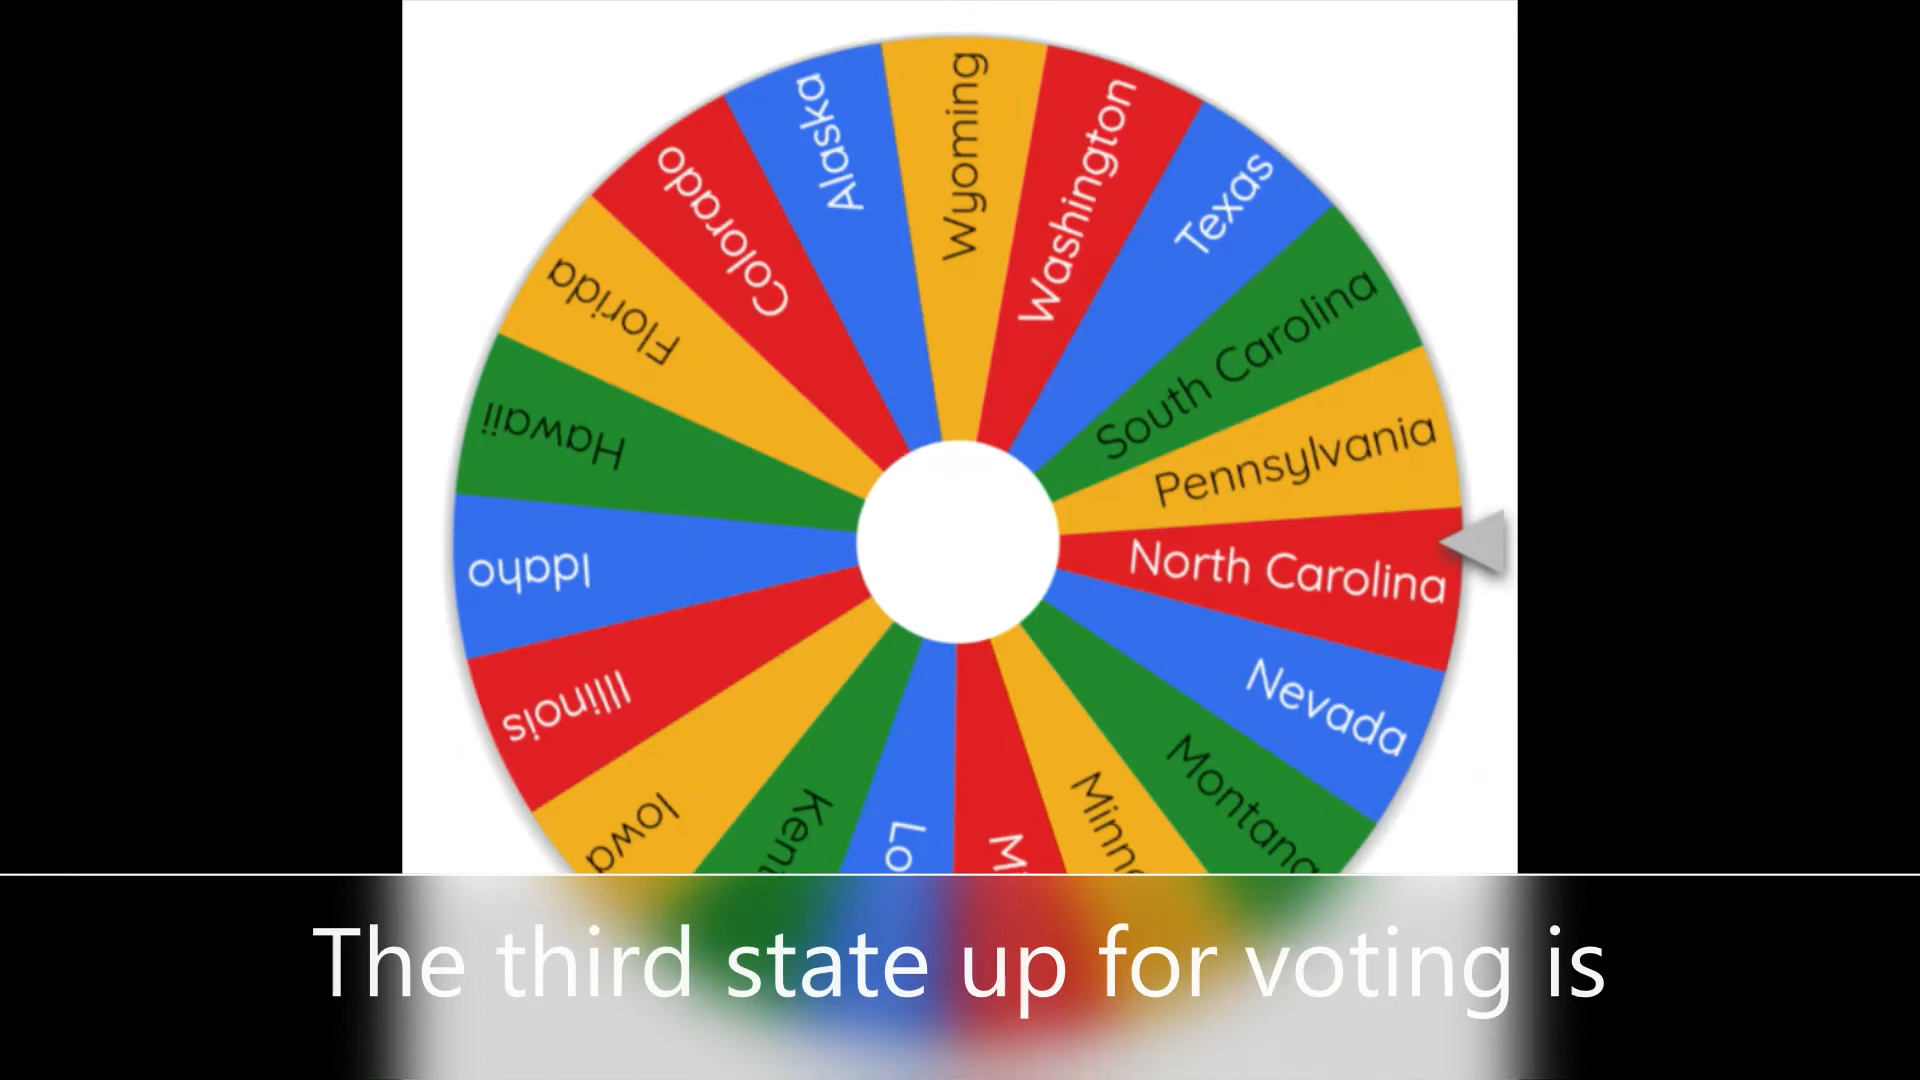 Wyoming
Washington
Texas
South Carolina
Pennsylvania
North Carolina
Nevada
Montana
Iowa
Illinois
Idaho
Hawaii
Florida
Colorado
Alaska
The third state up for voting is